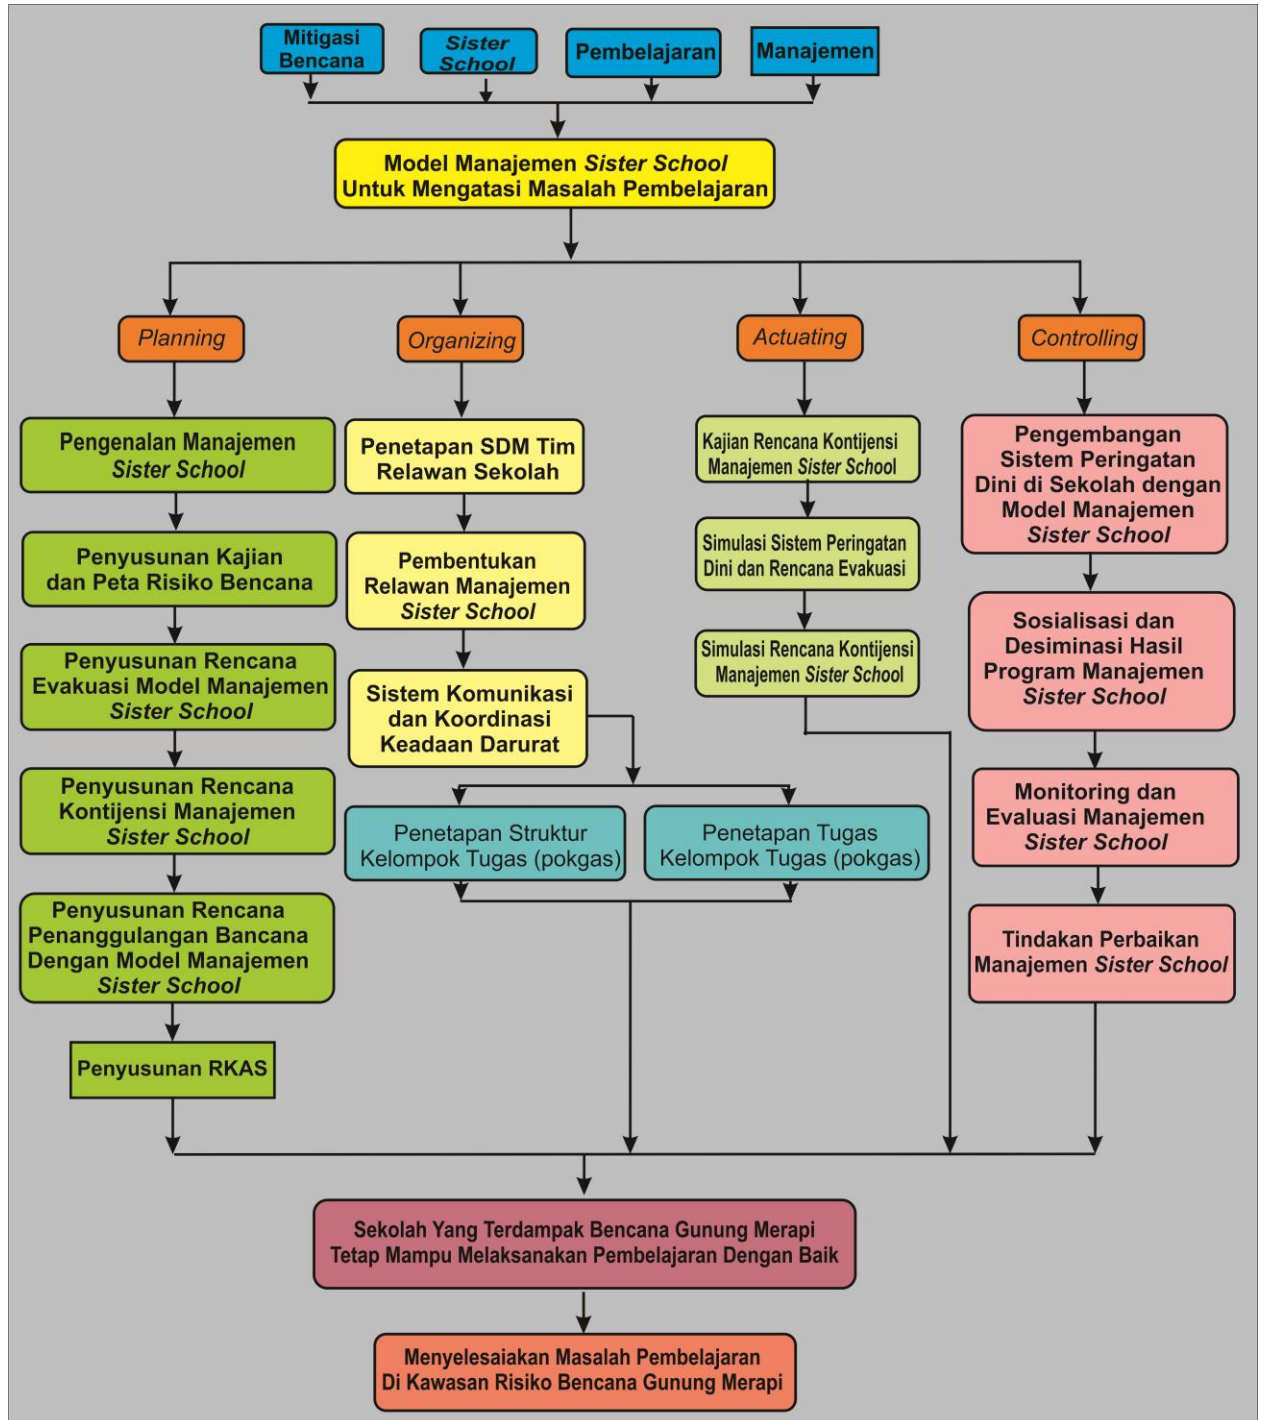 Mitigasi
Bencana
Sister
School
Pembelajaran
Manajemen
Model Manajemen Sister School
Untuk Mengatasi Masalah Pembelajaran
Planning
Organizing
Actuating
Controlling
Pengenalan Manajemen
Sister School
Penyusunan Kajian
dan Peta Risiko Bencana
Penyusunan Rencana
Evakuasi Model Manajemen
Sister School
Penyusunan Rencana
Kontijensi Manajemen
Sister School
Penyusunan Rencana
Penanggulangan Bancana
Dengan Model Manajemen
Sister School
Penyusunan RKAS
Penetapan SDM Tim
Relawan Sekolah
Pembentukan
Relawan Manajemen
Sister School
Sistem Komunikasi
dan Koordinasi
Keadaan Darurat
Penetapan Struktur
Kelompok Tugas (pokgas)
Penetapan Tugas
Kelompok Tugas (pokgas)
Kajian Rencana Kontijensi
Manajemen Sister School
Simulasi Sistem Peringatan
Dini dan Rencana Evakuasi
Simulasi Rencana Kontijensi
Manajemen Sister School
Pengembangan
Sistem Peringatan
Dini di Sekolah dengan
Model Manajemen
Sister School
Sosialisasi dan
Desiminasi Hasil
Program Manajemen
Sister School
Monitoring dan
Evaluasi Manajemen
Sister School
Tindakan Perbaikan
Manajemen Sister School
Sekolah Yang Terdampak Bencana Gunung Merapi
Tetap Mampu Melaksanakan Pembelajaran Dengan Baik
Menyelesaiakan Masalah Pembelajaran
Di Kawasan Risiko Bencana Gunung Merapi